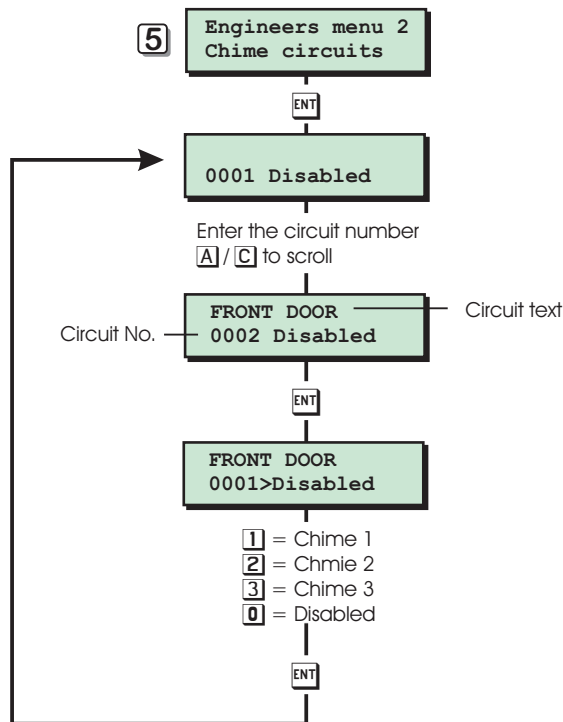 5
Engineers menu 2
Chime circuits
ENT
0001 Disabled
Enter the circuit number
A / C to scroll
FRONT DOOR
Circuit text
Circuit No.
0002 Disabled
ENT
FRONT DOOR
0001>Disabled
1 = Chime 1
2 = Chmie 2
3 = Chime 3
0 = Disabled
ENT